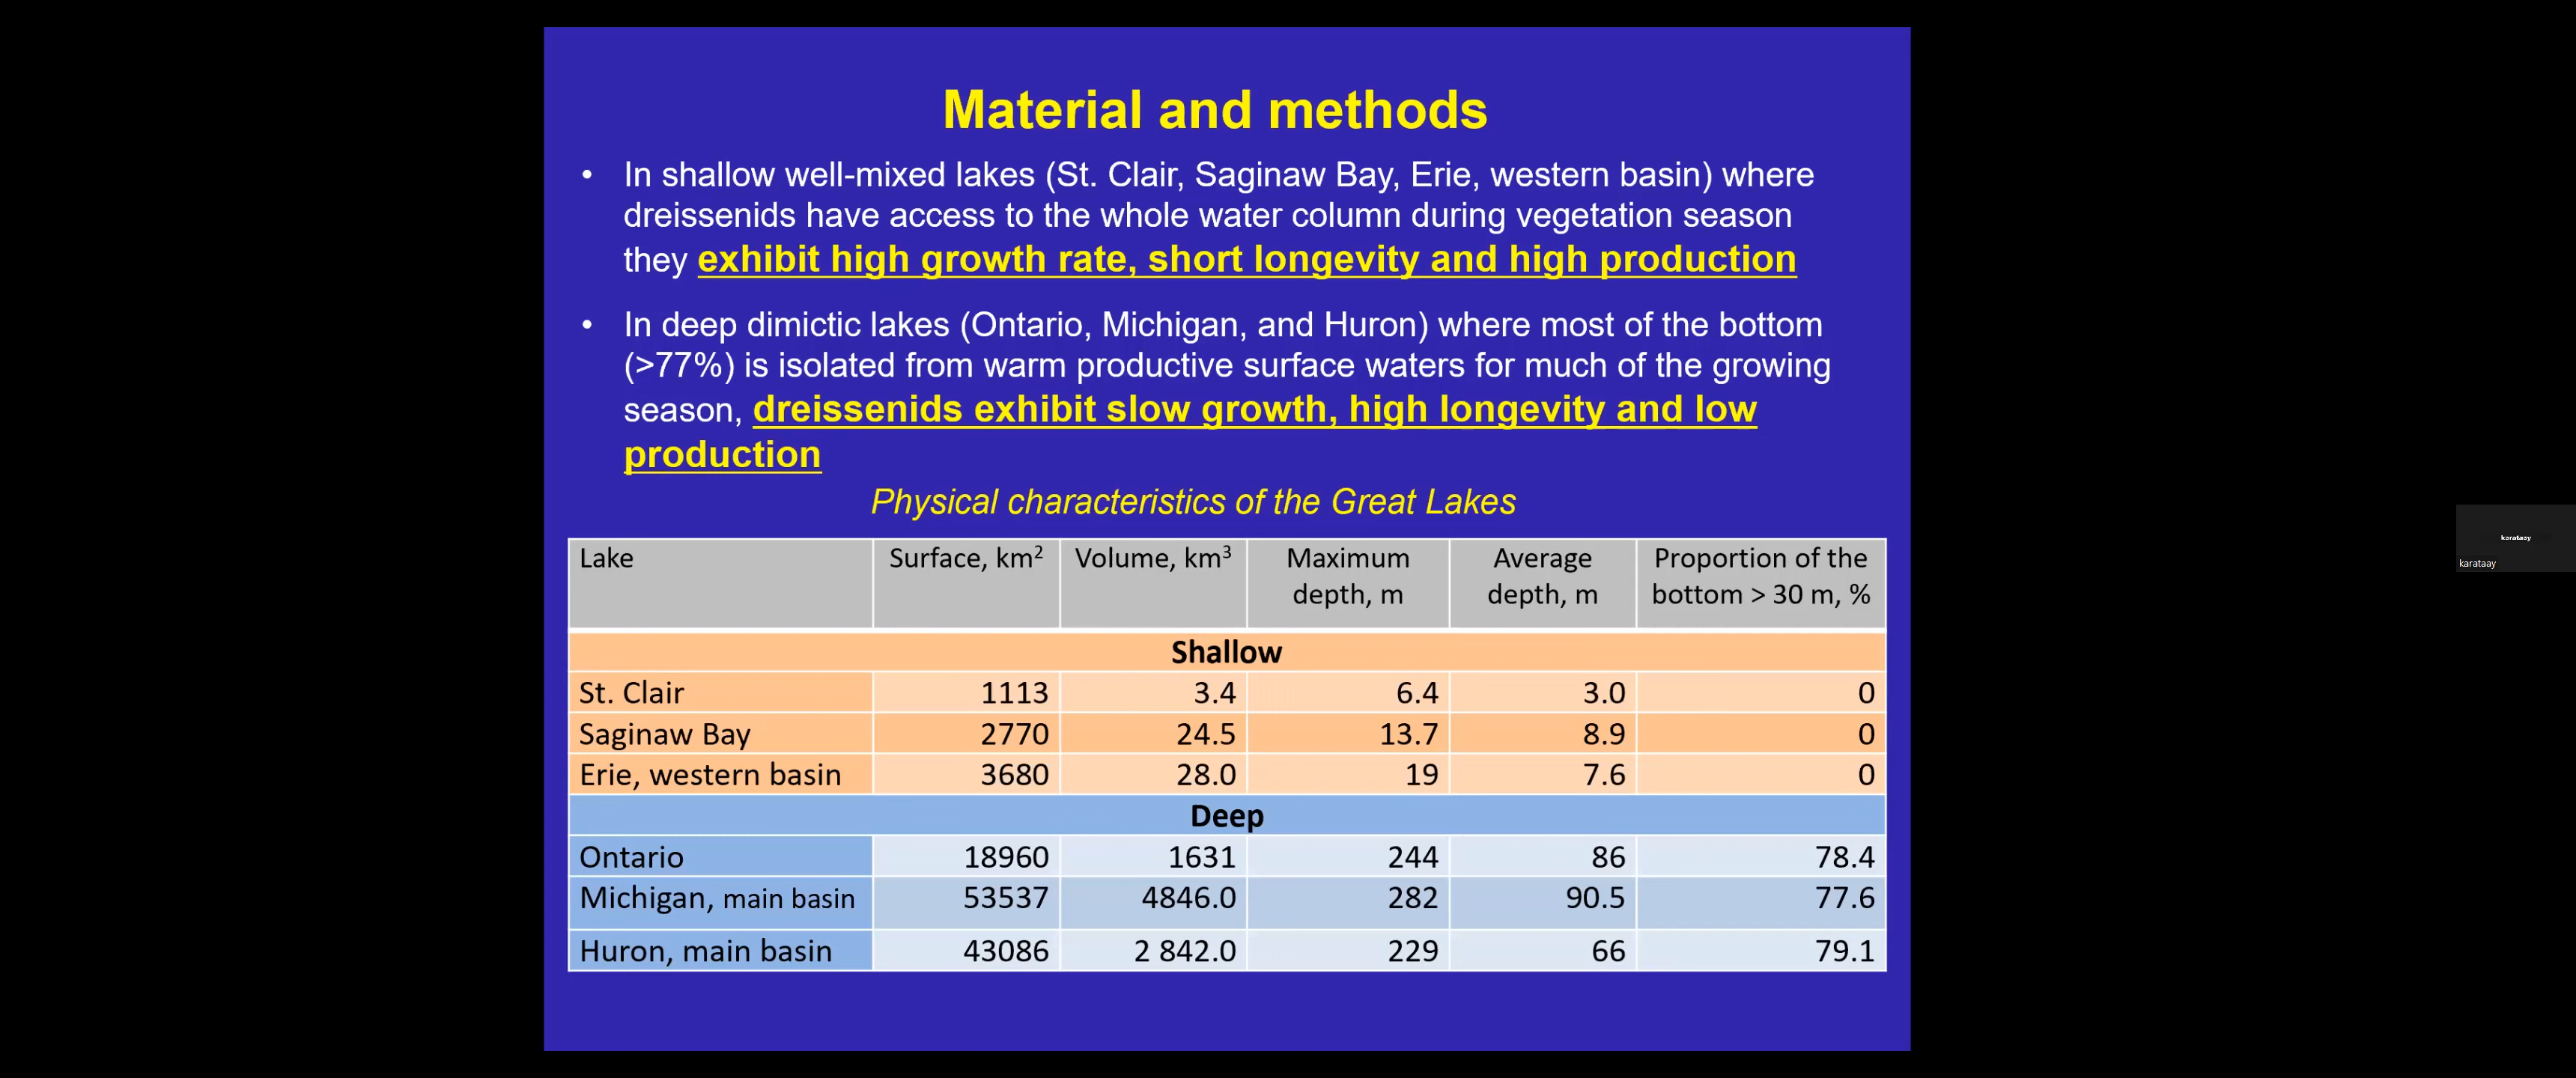 Material and methods
• In shallow well-mixed lakes (St. Clair, Saginaw Bay, Erie, western basin) where
dreissenids have access to the whole water column during vegetation season
they exhibit high growth rate, short longevity and high production
• In deep dimictic lakes (Ontario, Michigan, and Huron) where most of the bottom
(>77%) is isolated from warm productive surface waters for much of the growing
season, dreissenids exhibit slow growth, high longevity and low
production
Physical characteristics of the Great Lakes
Lake Surface, km² Volume, km³ Maximum depth, m Average depth, m Proportion of the bottom > 30 m, %
Shallow
St. Clair 1113 3.4 6.4 3.0 0
Saginaw Bay 2770 24.5 13.7 8.9 0
Erie, western basin 3680 28.0 19 7.6 0
Deep
Ontario 18960 1631 244 86 78.4
Michigan, main basin 53537 4846.0 282 90.5 77.6
Huron, main basin 43086 2 842.0 229 66 79.1
karataay
karataay